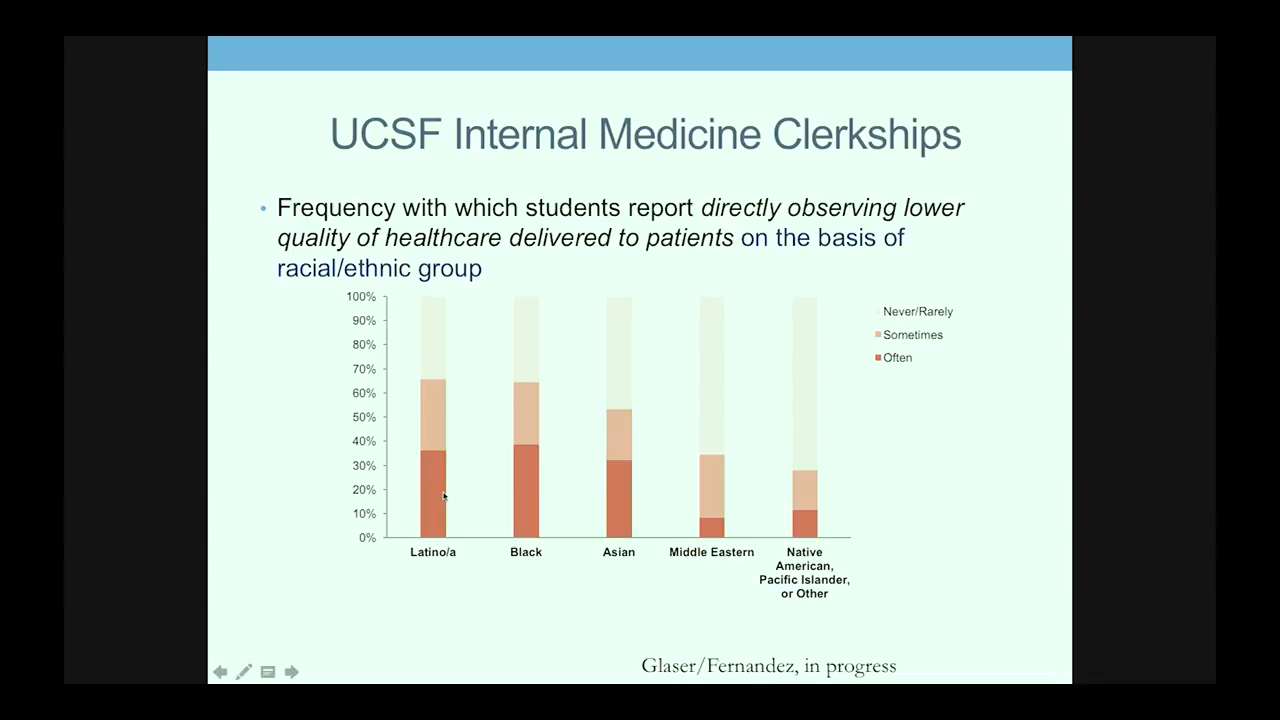 UCSF Internal Medicine Clerkships
• Frequency with which students report directly observing lower
quality of healthcare delivered to patients on the basis of
racial/ethnic group
100%
90%
80%
70%
60%
50%
40%
30%
20%
10%
0%
Never/Rarely
Sometimes
Often
Latino/a
Black
Asian
Middle Eastern
Native
American,
Pacific Islander,
or Other
Glaser/Fernandez, in progress